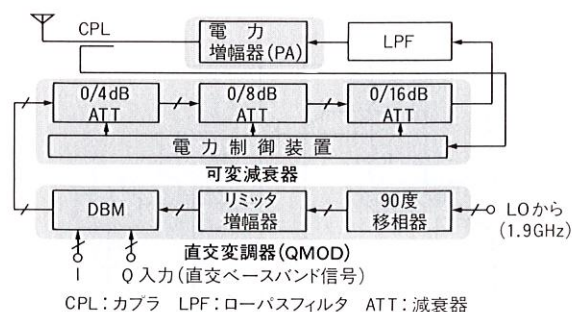 CPL
電力
増幅器(PA)
LPF
0/4dB
ATT
0/8dB
ATT
0/16dB
ATT
電力制御装置
可変減衰器
DBM
リミッタ
増幅器
90度
移相器
LOから
(1.9GHz)
直交変調器(QMOD)
I
Q入力(直交ベースバンド信号)
CPL:カプラ LPF:ローパスフィルタ ATT:減衰器